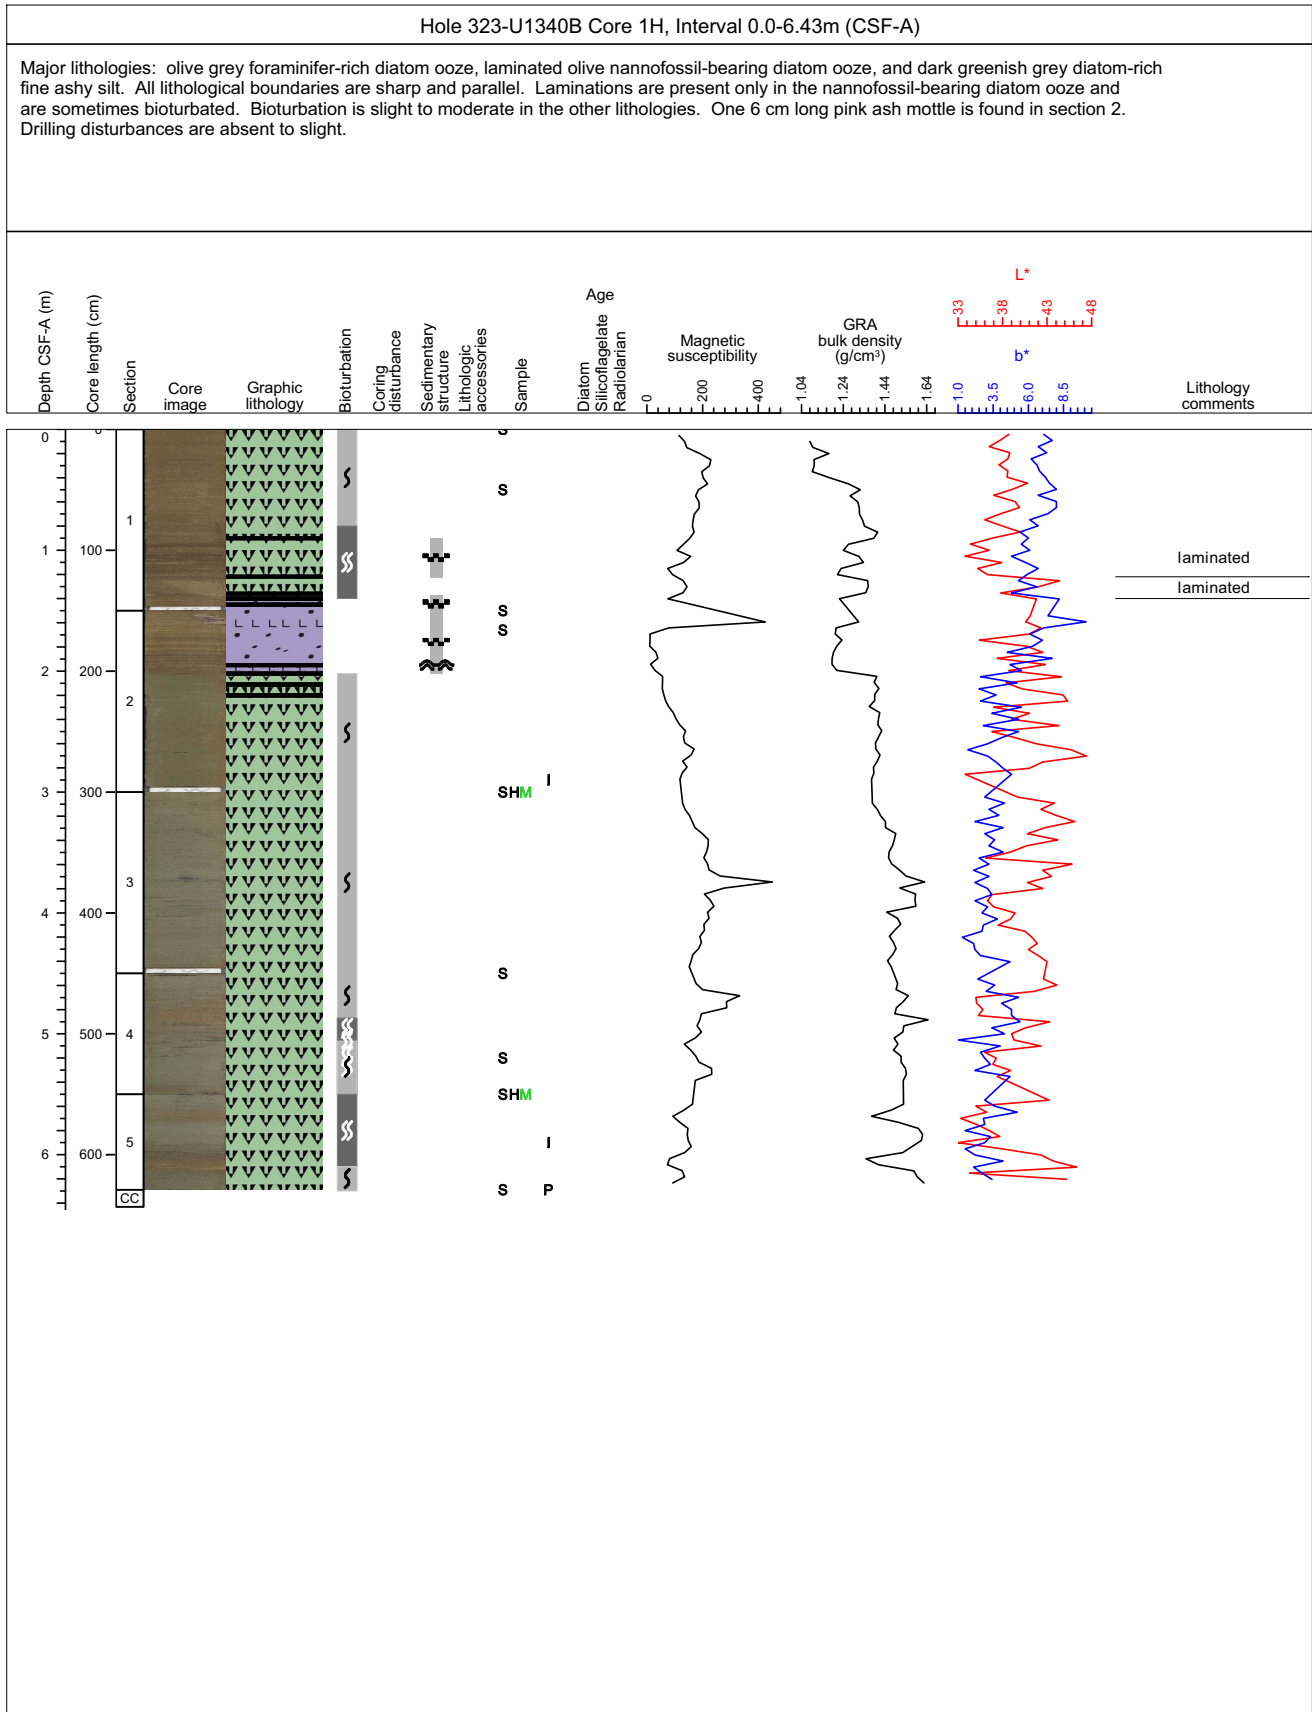 Hole 323-U1340B Core 1H, Interval 0.0-6.43m (CSF-A)
Major lithologies: olive grey foraminifer-rich diatom ooze, laminated olive nannofossil-bearing diatom ooze, and dark greenish grey diatom-rich
fine ashy silt. All lithological boundaries are sharp and parallel. Laminations are present only in the nannofossil-bearing diatom ooze and
are sometimes bioturbated. Bioturbation is slight to moderate in the other lithologies. One 6 cm long pink ash mottle is found in section 2.
Drilling disturbances are absent to slight.
Depth CSF-A (m)
Core length (cm)
Section
Core
image
Graphic
lithology
Bioturbation
Coring
disturbance
Sedimentary
structure
Lithologic
accessories
Sample
Age
Diatom
Silicoflagelate
Radiolarian
Magnetic
susceptibility
0 200 400
GRA
bulk density
(g/cm³)
1.04 1.24 1.44 1.64
L*
33 38 43 48
b*
1.0 3.5 6.0 8.5
Lithology
comments
0 0 S
S
1
1 100 laminated
laminated
S
S
2 200
2
I
3 300 SHM
3
4 400
S
5 500 4
S
SHM
5 I
6 600
S P
CC